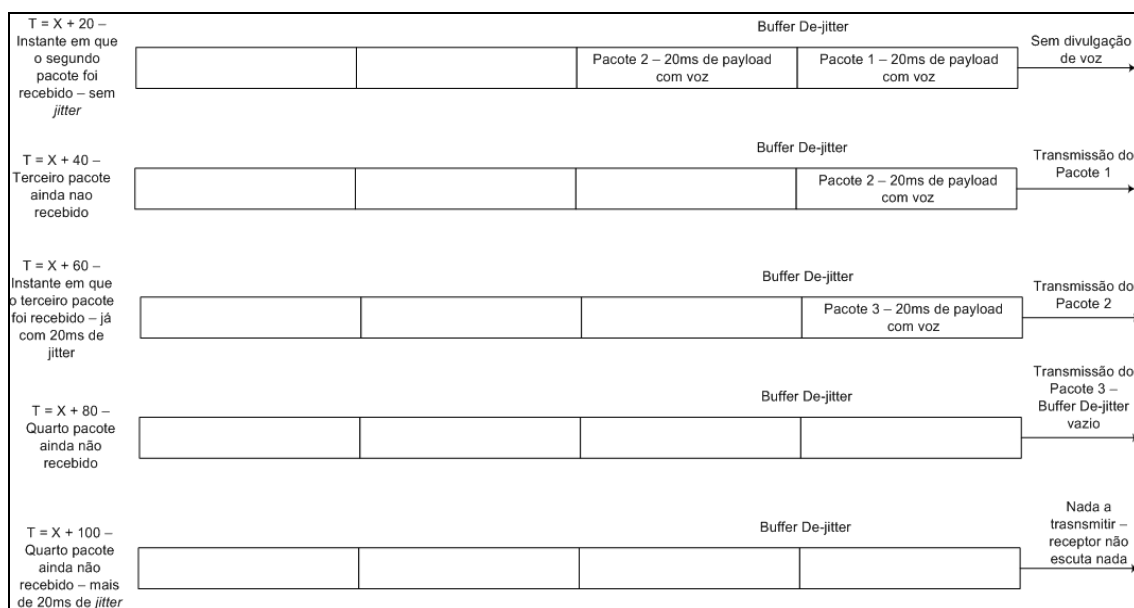 T = X + 20 –
Instante em que
o segundo
pacote foi
recebido – sem
jitter
Buffer De-jitter
Pacote 2 – 20ms de payload
com voz
Pacote 1 – 20ms de payload
com voz
Sem divulgação
de voz
T = X + 40 –
Terceiro pacote
ainda nao
recebido
Buffer De-jitter
Pacote 2 – 20ms de payload
com voz
Transmissão do
Pacote 1
T = X + 60 –
Instante em que
o terceiro pacote
foi recebido – já
com 20ms de
jitter
Buffer De-jitter
Pacote 3 – 20ms de payload
com voz
Transmissão do
Pacote 2
T = X + 80 –
Quarto pacote
ainda não
recebido
Buffer De-jitter
Transmissão do
Pacote 3 –
Buffer De-jitter
vazio
T = X + 100 –
Quarto pacote
ainda não
recebido – mais
de 20ms de jitter
Buffer De-jitter
Nada a
trasnsmitir –
receptor não
escuta nada